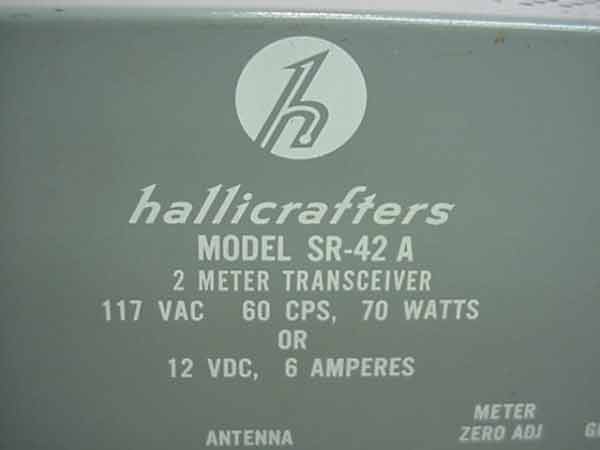 h
hallicrafters
MODEL SR-42 A
2 METER TRANSCEIVER
117 VAC 60 CPS, 70 WATTS
OR
12 VDC, 6 AMPERES
METER
ANTENNA ZERO ADJ